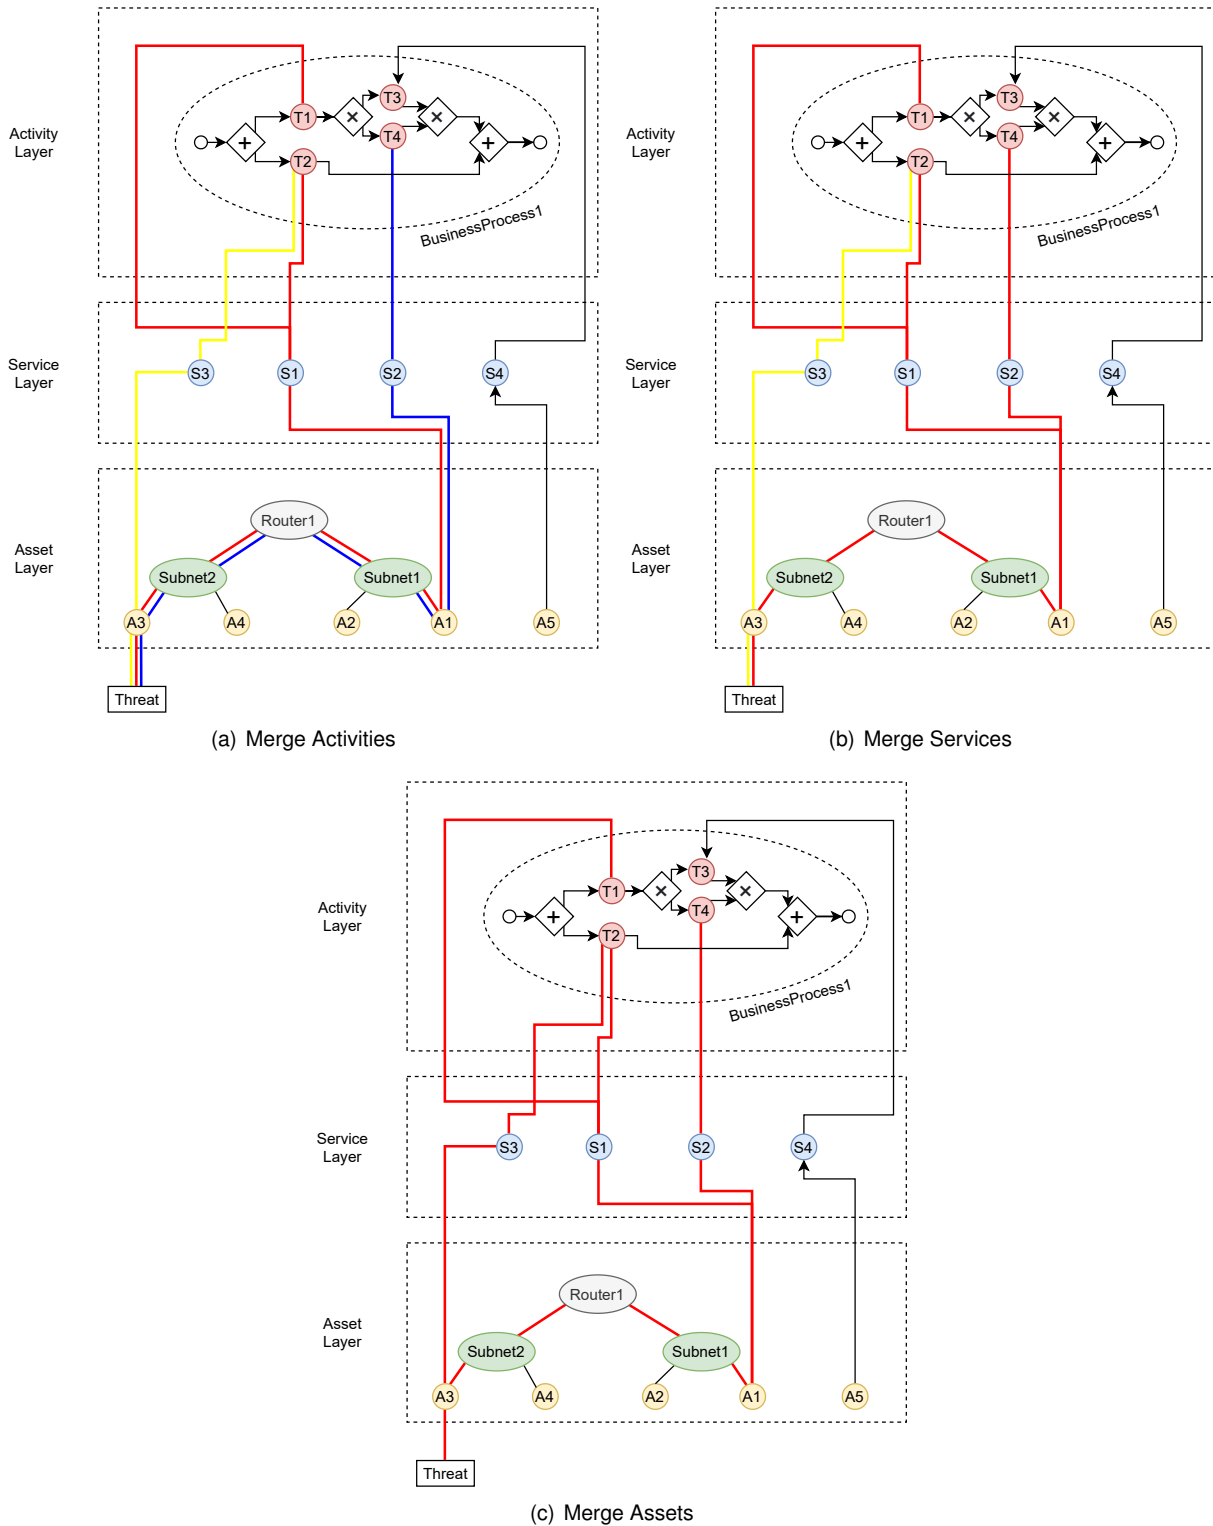 Activity
Layer
T1
T3
T4
T2
BusinessProcess1
Service
Layer
S3
S1
S2
S4
Asset
Layer
Router1
Subnet2
Subnet1
A3
A4
A2
A1
A5
Threat
(a) Merge Activities
Activity
Layer
T1
T3
T4
T2
BusinessProcess1
Service
Layer
S3
S1
S2
S4
Asset
Layer
Router1
Subnet2
Subnet1
A3
A4
A2
A1
A5
Threat
(b) Merge Services
Activity
Layer
T1
T3
T4
T2
BusinessProcess1
Service
Layer
S3
S1
S2
S4
Asset
Layer
Router1
Subnet2
Subnet1
A3
A4
A2
A1
A5
Threat
(c) Merge Assets